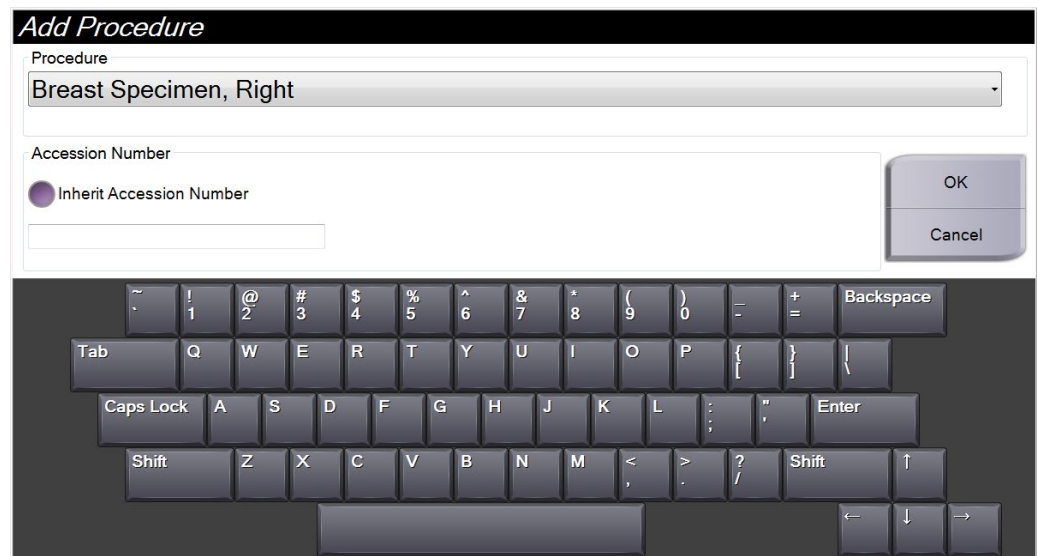 Add Procedure
Procedure
Breast Specimen, Right
Accession Number
Inherit Accession Number
OK
Cancel
~ ! @ # $ % ^ & * ( ) _ + Backspace
` 1 2 3 4 5 6 7 8 9 0 - =
Tab Q W E R T Y U I O P { } |
[ ] \
Caps Lock A S D F G H J K L : " Enter
; '
Shift Z X C V B N M < > ? Shift ↑
, . /
← ↓ →